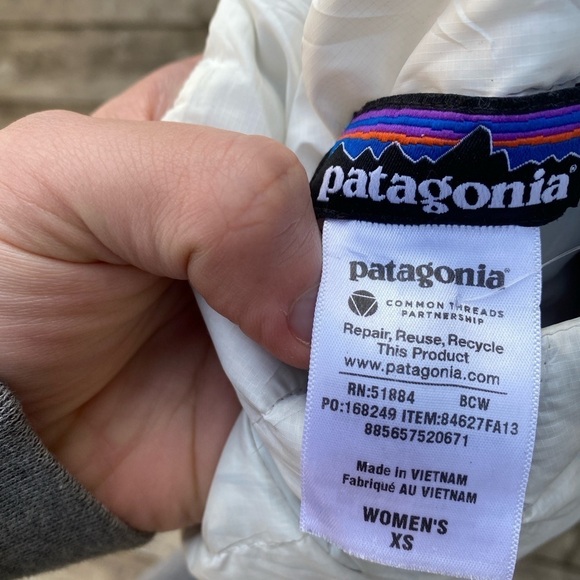 patagonia®
patagonia®
COMMON THREADS
PARTNERSHIP
Repair, Reuse, Recycle
This Product
www.patagonia.com
RN:51884 BCW
PO:168249 ITEM:84627FA13
885657520671
Made in VIETNAM
Fabriqué AU VIETNAM
WOMEN'S
XS